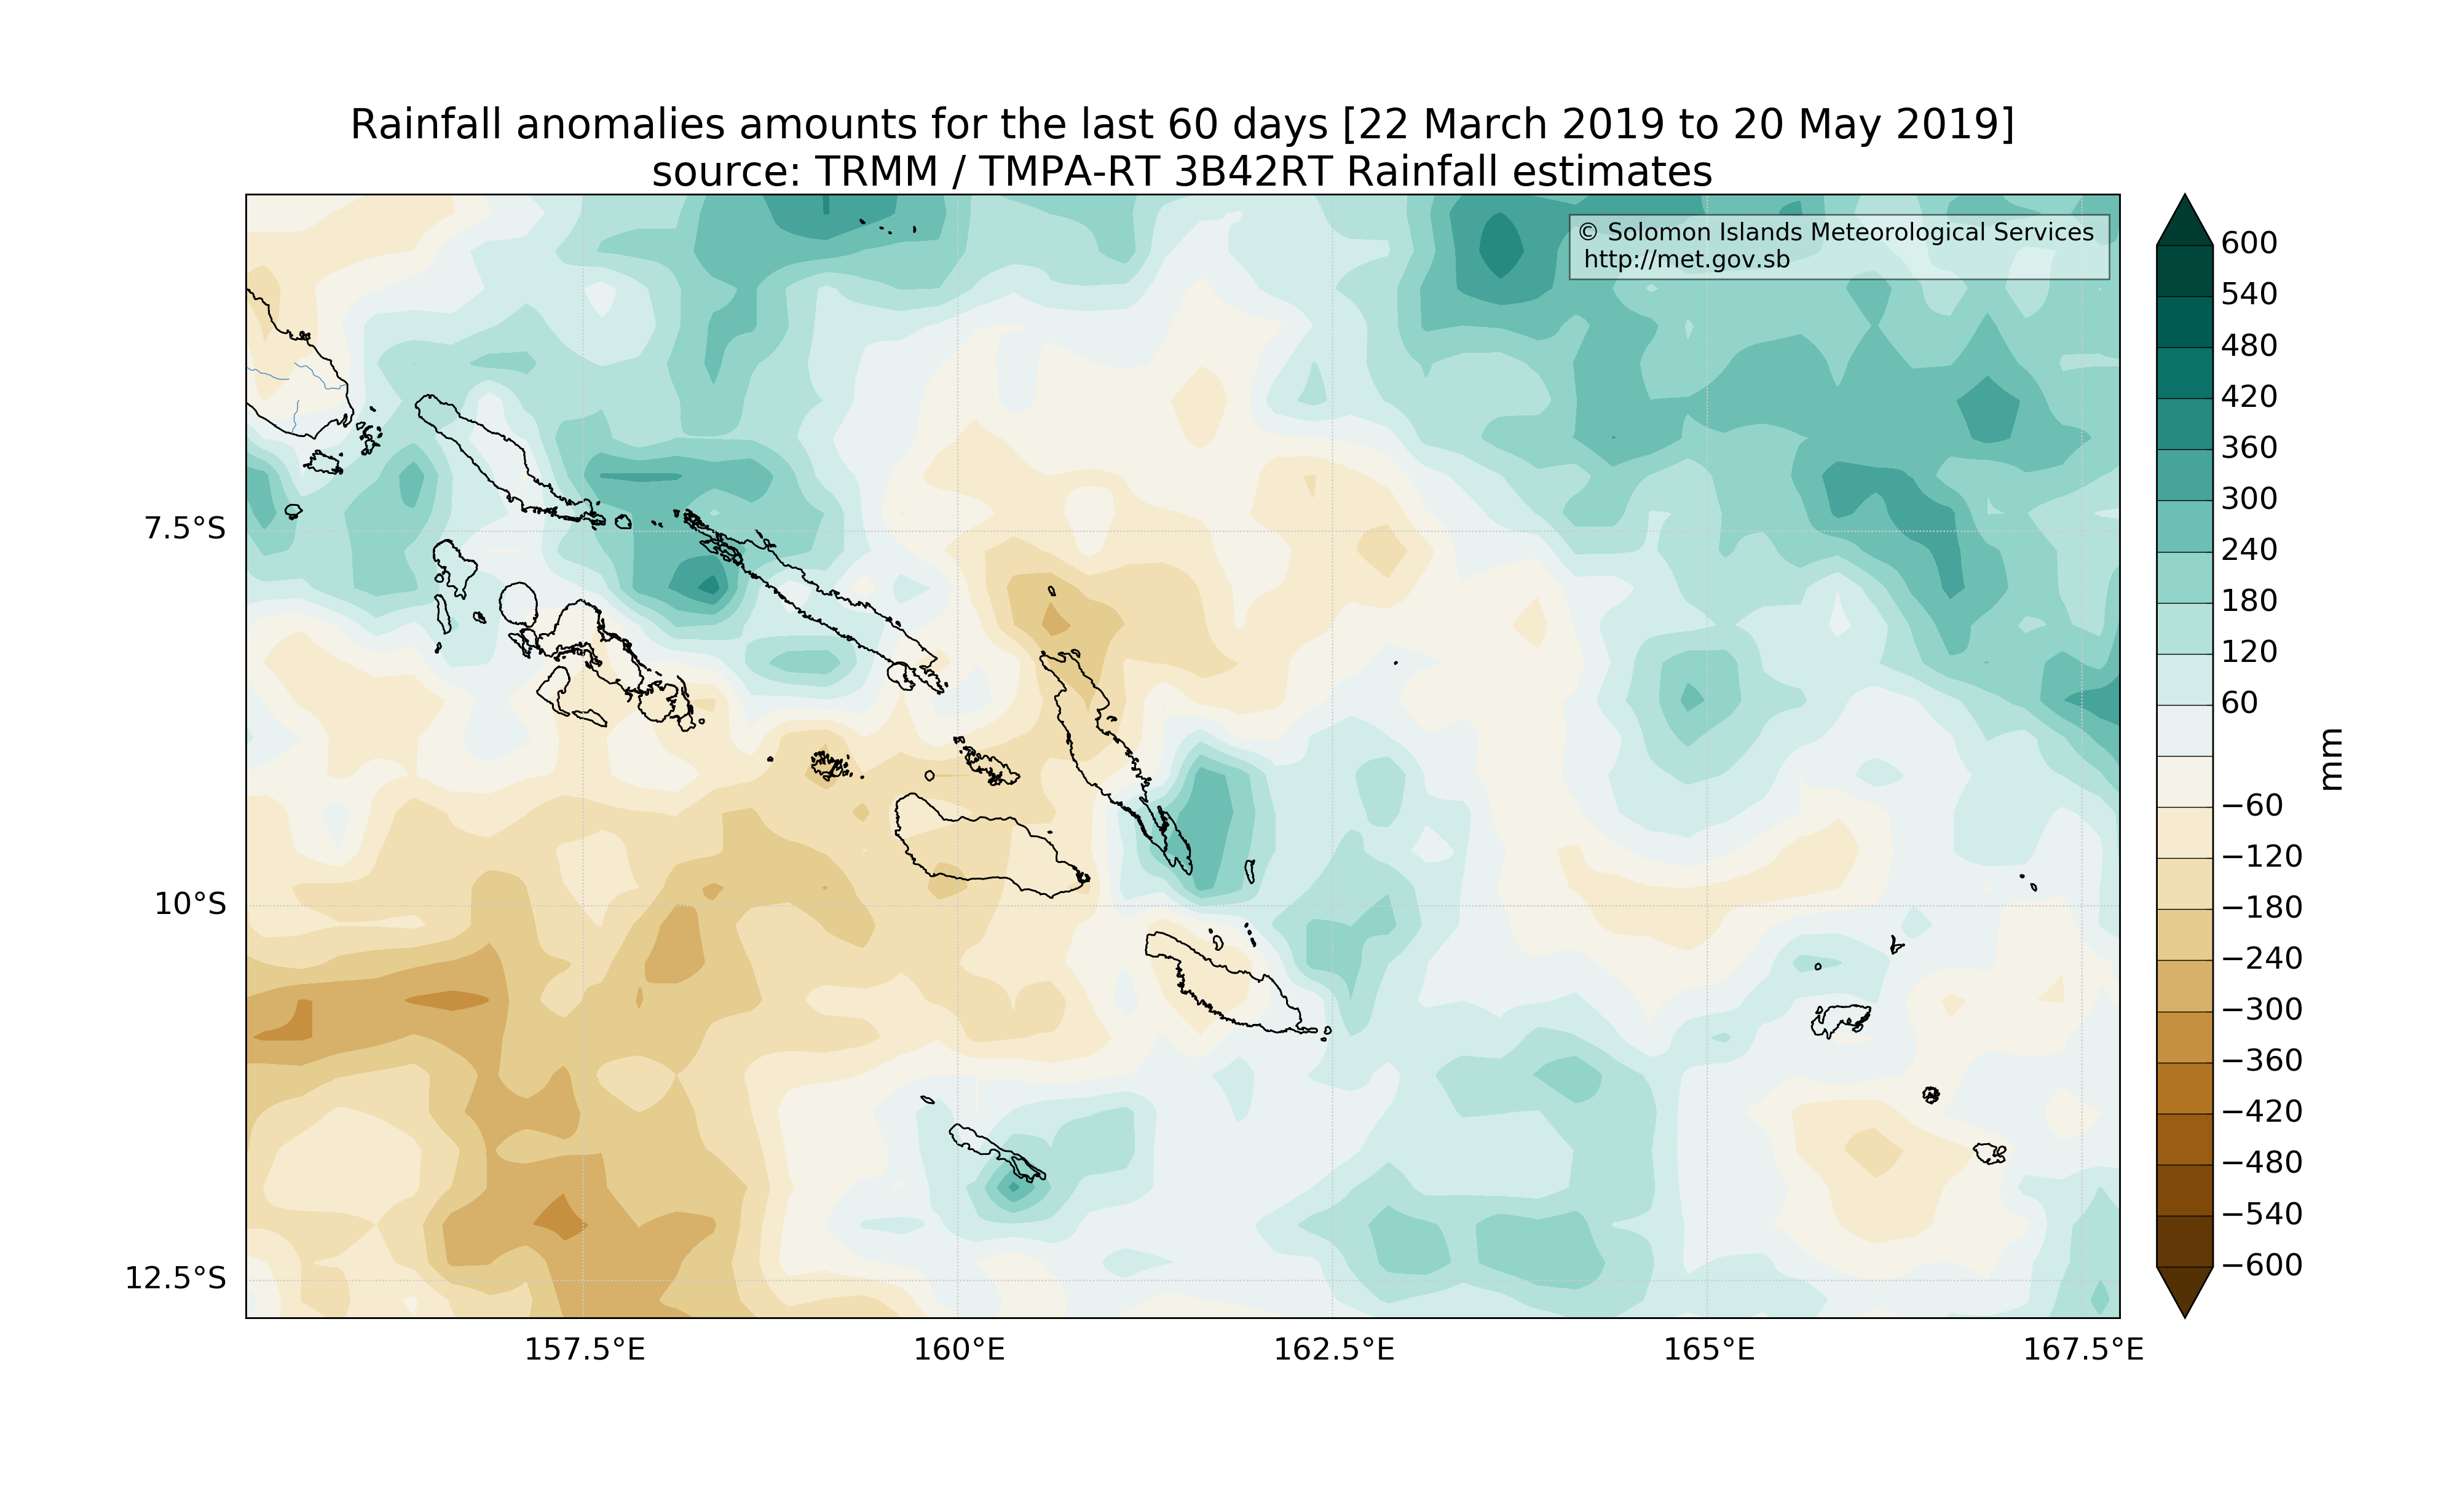 Rainfall anomalies amounts for the last 60 days [22 March 2019 to 20 May 2019]
source: TRMM / TMPA-RT 3B42RT Rainfall estimates
© Solomon Islands Meteorological Services
http://met.gov.sb
7.5°S
10°S
12.5°S
157.5°E
160°E
162.5°E
165°E
167.5°E
600
540
480
420
360
300
240
180
120
60
−60
−120
−180
−240
−300
−360
−420
−480
−540
−600
mm